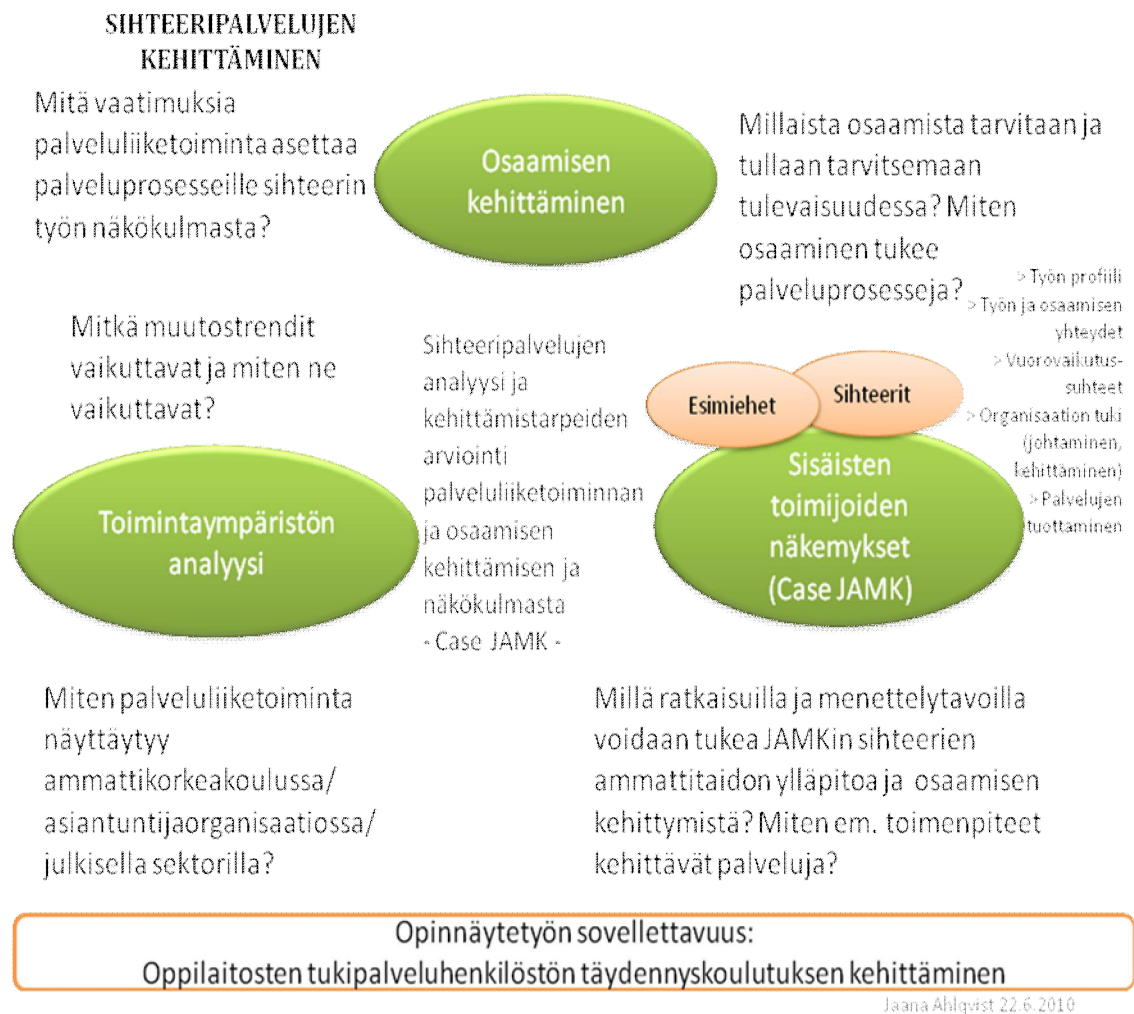 SIHTEERIPALVELUJEN
KEHITTÄMINEN
Mitä vaatimuksia
palveluliiketoiminta asettaa
palveluprosesseille sihteerin
työn näkökulmasta?
Osaamisen
kehittäminen
Millaista osaamista tarvitaan ja
tullaan tarvitsemaan
tulevaisuudessa? Miten
osaaminen tukee
palveluprosesseja?
> Työn profiili
> Työn ja osaamisen
yhteydet
> Vuorovaikutus-
suhteet
> Organisaation tuki
(johtaminen,
kehittäminen)
> Palvelujen
tuottaminen
Mitkä muutostrendit
vaikuttavat ja miten ne
vaikuttavat?
Sihteeripalvelujen
analyysi ja
kehittämistarpeiden
arviointi
palveluliiketoiminnan
ja osaamisen
kehittämisen ja
näkökulmasta
- Case JAMK -
Esimiehet
Sihteerit
Sisäisten
toimijoiden
näkemykset
(Case JAMK)
Toimintaympäristön
analyysi
Miten palveluliiketoiminta
näyttäytyy
ammattikorkeakoulussa/
asiantuntijaorganisaatiossa/
julkisella sektorilla?
Millä ratkaisuilla ja menettelytavoilla
voidaan tukea JAMKin sihteerien
ammattitaidon ylläpitoa ja osaamisen
kehittymistä? Miten em. toimenpiteet
kehittävät palveluja?
Opinnäytetyön sovellettavuus:
Oppilaitosten tukipalveluhenkilöstön täydennyskoulutuksen kehittäminen
Jaana Ahlqvist 22.6.2010